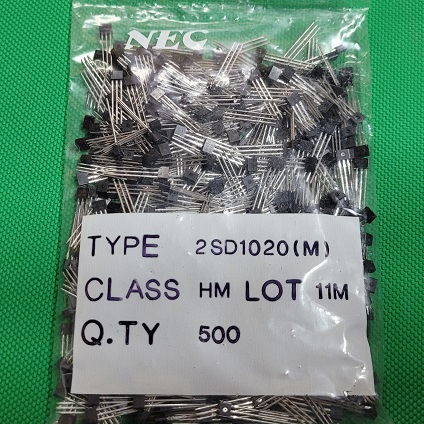 NEC
TYPE 2SD1020(M)
CLASS HM LOT 11M
Q.TY 500